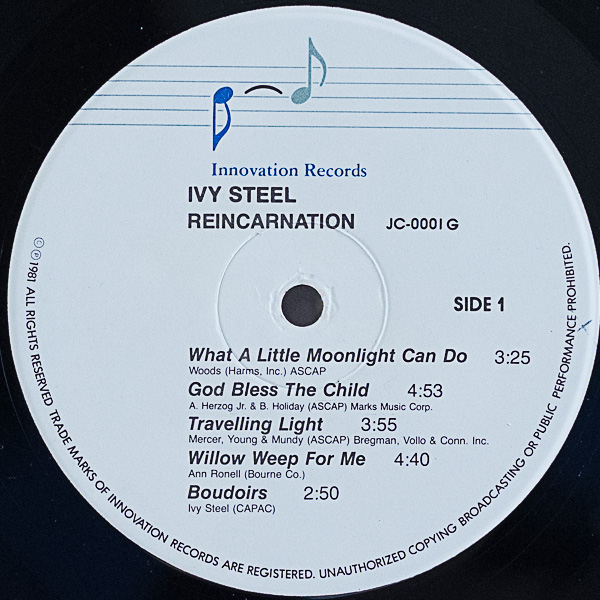 Innovation Records
IVY STEEL
REINCARNATION JC-0001G
SIDE 1
What A Little Moonlight Can Do 3:25
Woods (Harms, Inc.) ASCAP
God Bless The Child 4:53
A. Herzog Jr. & B. Holiday (ASCAP) Marks Music Corp.
Travelling Light 3:55
Mercer, Young & Mundy (ASCAP) Bregman, Vollo & Conn. Inc.
Willow Weep For Me 4:40
Ann Ronell (Bourne Co.)
Boudoirs 2:50
Ivy Steel (CAPAC)
© ℗ 1981 ALL RIGHTS RESERVED TRADE MARKS OF INNOVATION RECORDS ARE REGISTERED. UNAUTHORIZED COPYING BROADCASTING OR PUBLIC PERFORMANCE PROHIBITED.